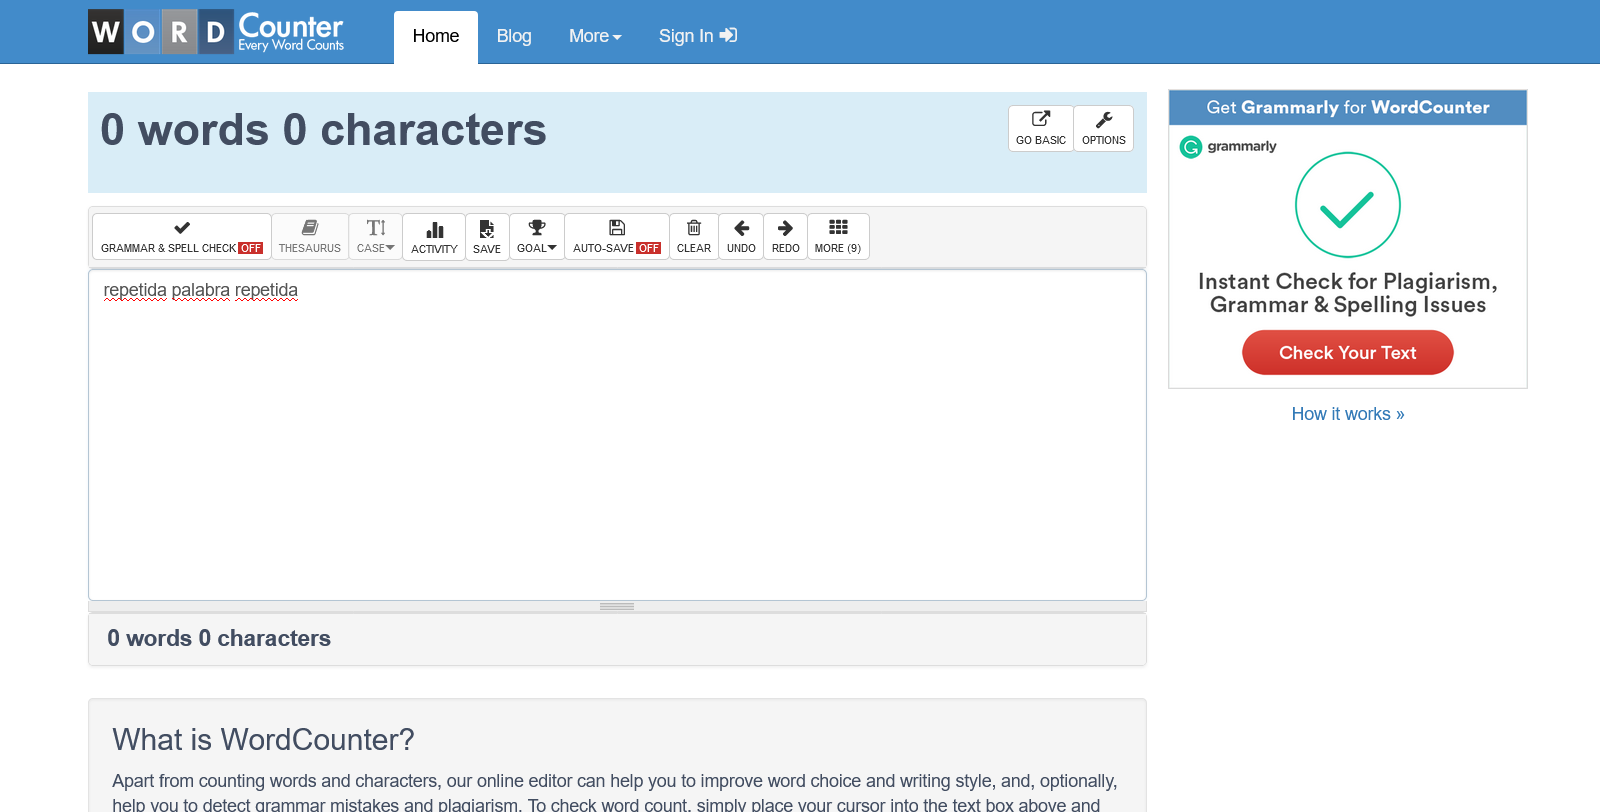 WORD Counter
Every Word Counts
Home
Blog
More
Sign In
0 words 0 characters
GO BASIC
OPTIONS
GRAMMAR & SPELL CHECK OFF
THESAURUS
CASE
ACTIVITY
SAVE
GOAL
AUTO-SAVE OFF
CLEAR
UNDO
REDO
MORE (9)
repetida palabra repetida
0 words 0 characters
What is WordCounter?
Apart from counting words and characters, our online editor can help you to improve word choice and writing style, and, optionally,
help you to detect grammar mistakes and plagiarism. To check word count, simply place your cursor into the text box above and
Get Grammarly for WordCounter
grammarly
Instant Check for Plagiarism,
Grammar & Spelling Issues
Check Your Text
How it works »